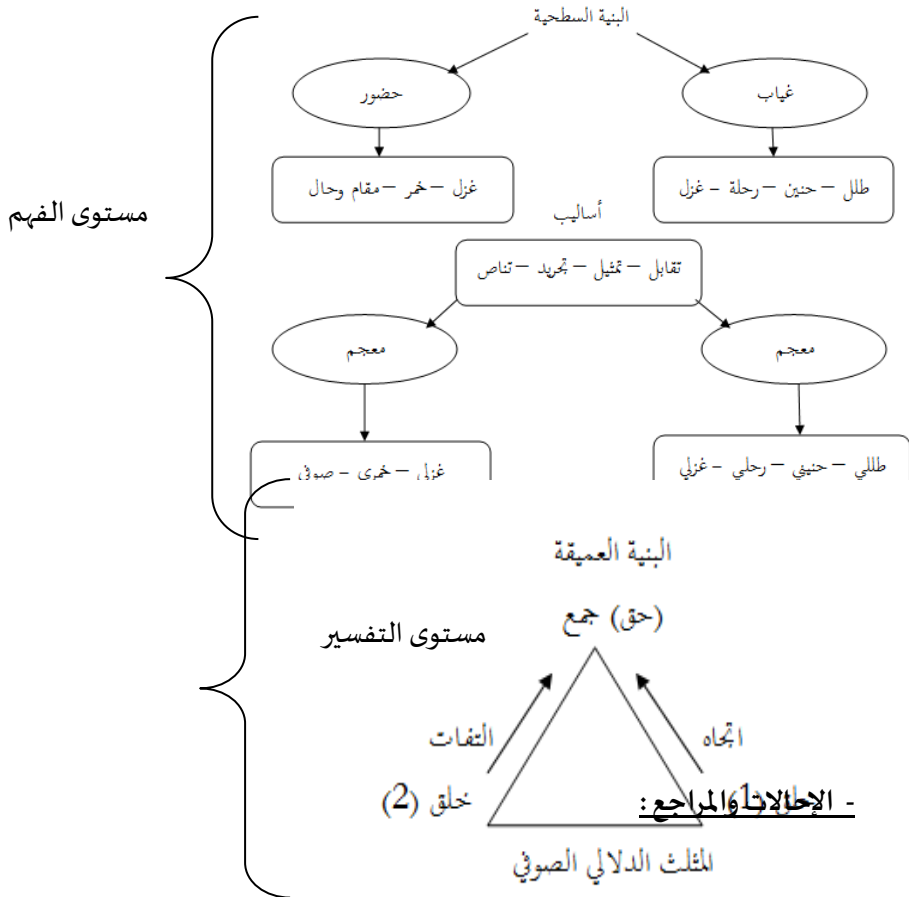 البنية السطحية
غياب
حضور
طلل – حنين – رحلة - غزل
غزل – خمر – مقام وحال
أساليب
مستوى الفهم
تقابل – تمثيل – تجريد – تناص
معجم
معجم
طللي – حنيني – رحلي - غزلي
غزلي – خمري - صوفي
البنية العميقة
(حق) جمع
مستوى التفسير
اتجاه
التفات
خلق (1)
خلق (2)
- الإحالات والمراجع :
المثلث الدلالي الصوفي